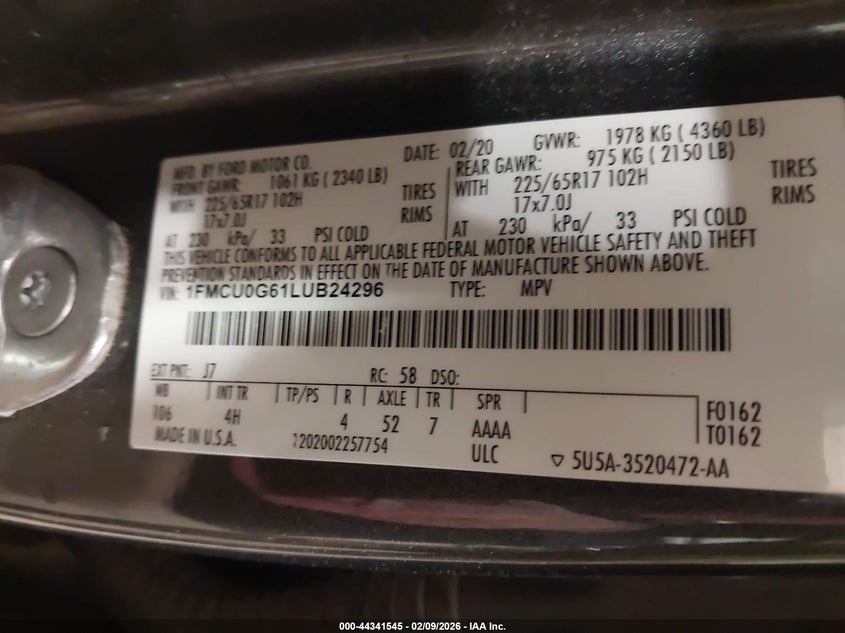 MFD. BY FORD MOTOR CO.
DATE: 02/20 GVWR: 1978 KG ( 4360 LB)
FRONT GAWR: 1061 KG ( 2340 LB)
REAR GAWR: 975 KG ( 2150 LB)
WITH 225/65R17 102H TIRES
WITH 225/65R17 102H TIRES
17x7.0J RIMS
17x7.0J RIMS
AT 230 kPa/ 33 PSI COLD
AT 230 kPa/ 33 PSI COLD
THIS VEHICLE CONFORMS TO ALL APPLICABLE FEDERAL MOTOR VEHICLE SAFETY AND THEFT
PREVENTION STANDARDS IN EFFECT ON THE DATE OF MANUFACTURE SHOWN ABOVE.
VIN: 1FMCU0G61LUB24296 TYPE: MPV
EXT PNT: J7 RC: 58 DSO:
WB INT TR TP/PS R AXLE TR SPR
106 4H 4 52 7 AAAA
F0162
T0162
MADE IN U.S.A. 1202002257754 ULC
▽ 5U5A-3520472-AA
000-44341545 - 02/09/2026 - IAA Inc.